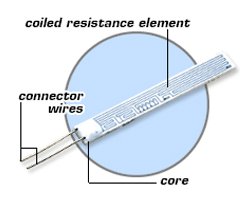 coiled resistance element
connector
wires
core